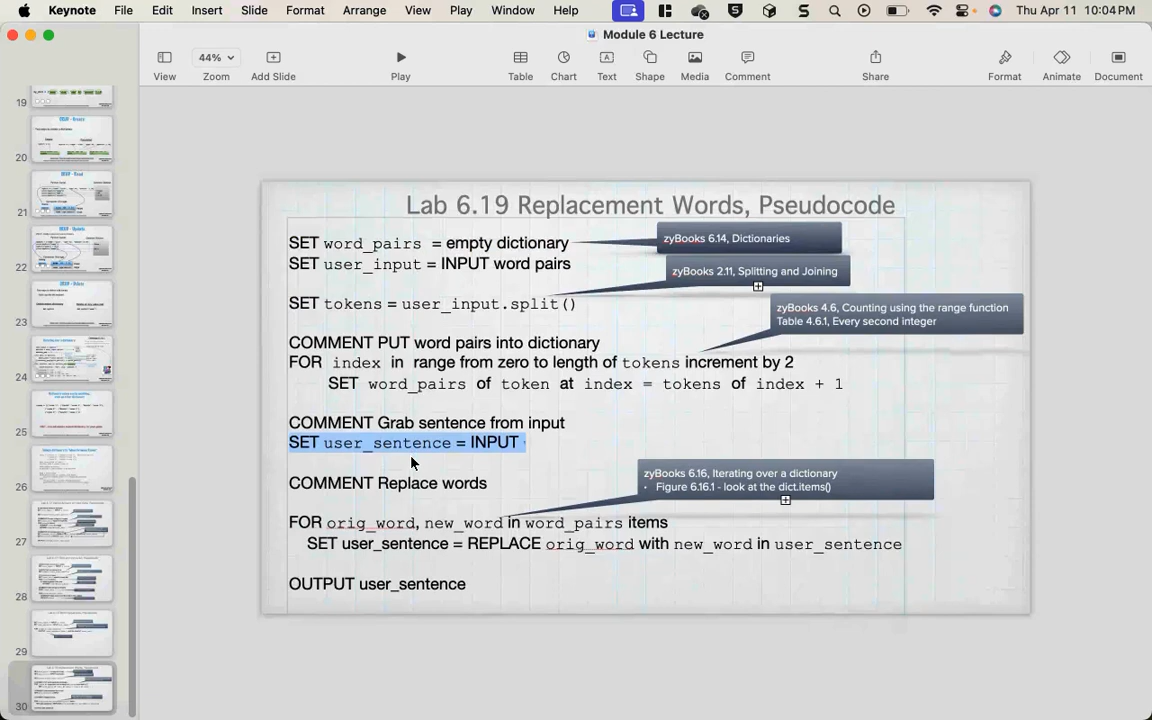 Keynote File Edit Insert Slide Format Arrange View Play Window Help Thu Apr 11 10:04 PM
Module 6 Lecture
44%
View Zoom Add Slide Play Table Chart Text Shape Media Comment Share Format Animate Document
19
20
21
22
23
24
25
26
27
28
29
30
Lab 6.19 Replacement Words, Pseudocode
SET word_pairs = empty dictionary
zyBooks 6.14, Dictionaries
SET user_input = INPUT word pairs
zyBooks 2.11, Splitting and Joining
SET tokens = user_input.split()
zyBooks 4.6, Counting using the range function
Table 4.6.1, Every second integer
COMMENT PUT word pairs into dictionary
FOR index in range from zero to length of tokens increment by 2
SET word_pairs of token at index = tokens of index + 1
COMMENT Grab sentence from input
SET user_sentence = INPUT
zyBooks 6.16, Iterating over a dictionary
• Figure 6.16.1 - look at the dict.items()
COMMENT Replace words
FOR orig_word, new_word in word_pairs items
SET user_sentence = REPLACE orig_word with new_word in user_sentence
OUTPUT user_sentence